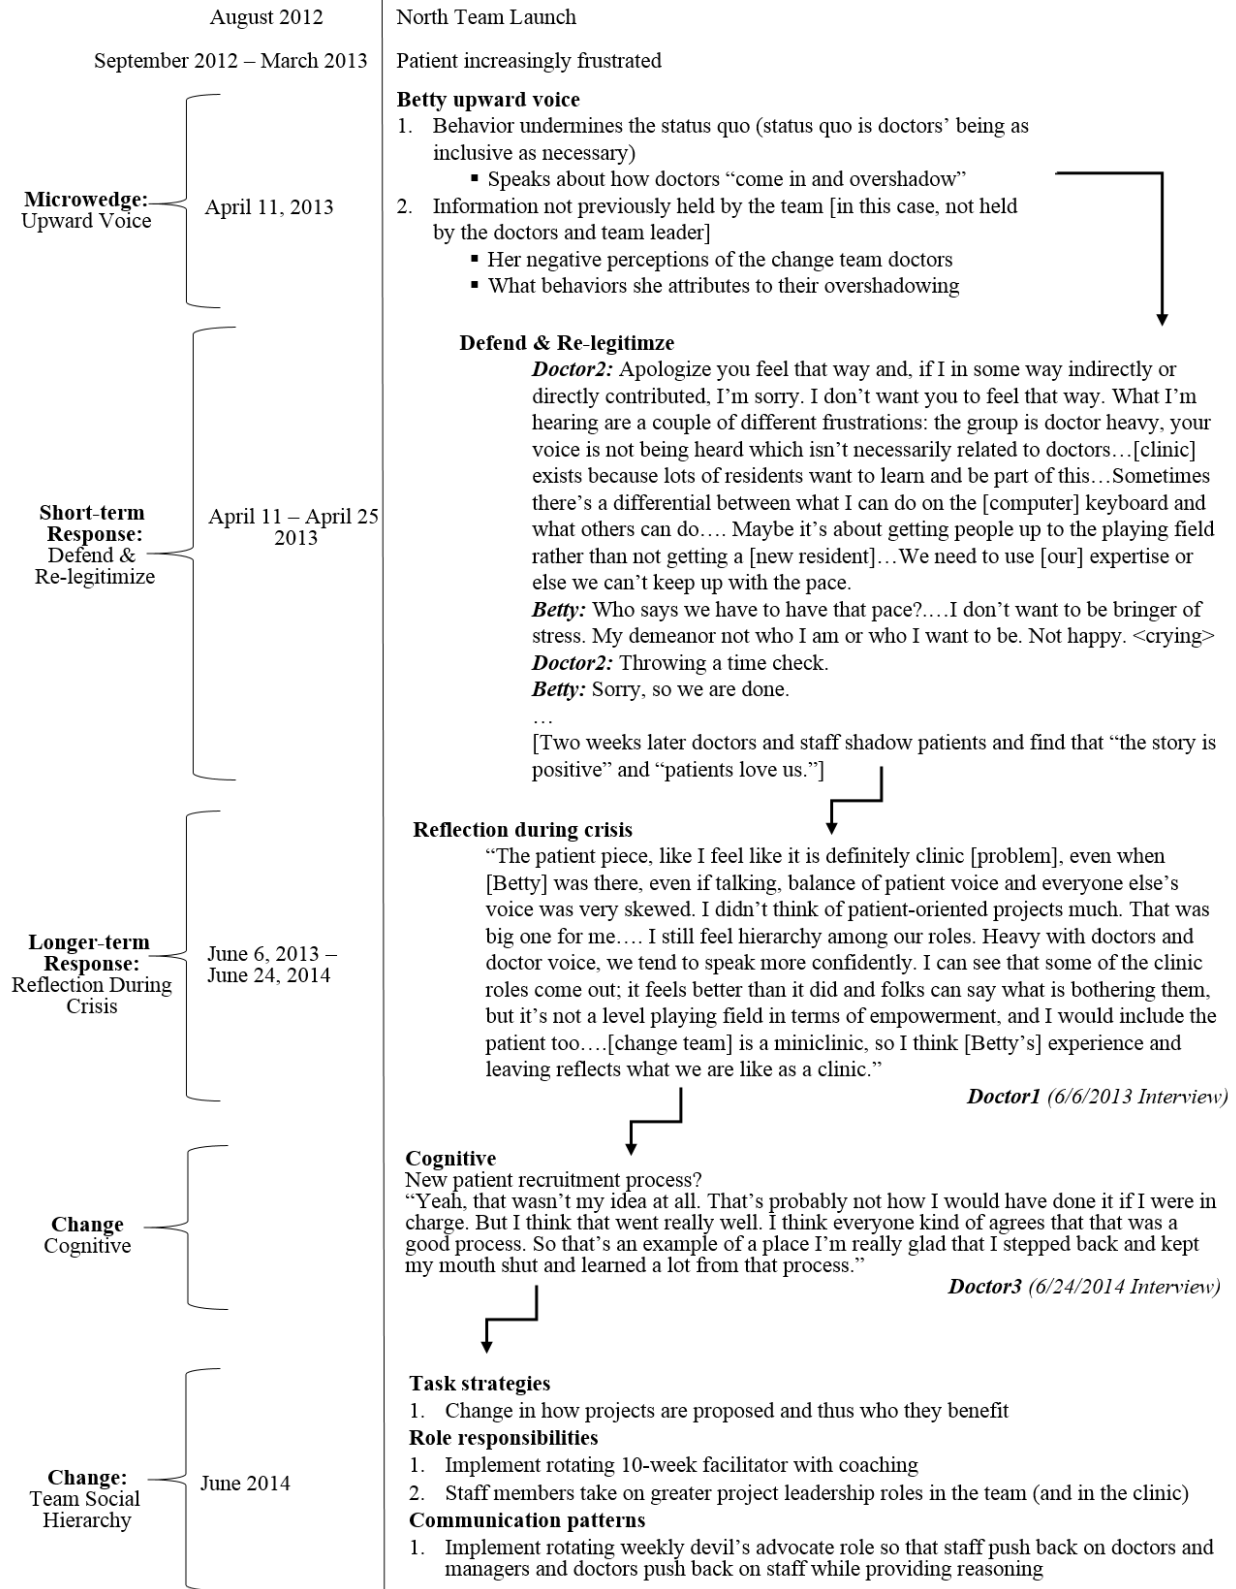 August 2012
North Team Launch
September 2012 – March 2013
Patient increasingly frustrated
Microwedge:
Upward Voice
April 11, 2013
Betty upward voice
1. Behavior undermines the status quo (status quo is doctors’ being as
inclusive as necessary)
▪ Speaks about how doctors “come in and overshadow”
2. Information not previously held by the team [in this case, not held
by the doctors and team leader]
▪ Her negative perceptions of the change team doctors
▪ What behaviors she attributes to their overshadowing
Short-term
Response:
Defend &
Re-legitimize
April 11 – April 25
2013
Defend & Re-legitimze
Doctor2: Apologize you feel that way and, if I in some way indirectly or
directly contributed, I’m sorry. I don’t want you to feel that way. What I’m
hearing are a couple of different frustrations: the group is doctor heavy, your
voice is not being heard which isn’t necessarily related to doctors…[clinic]
exists because lots of residents want to learn and be part of this…Sometimes
there’s a differential between what I can do on the [computer] keyboard and
what others can do…. Maybe it’s about getting people up to the playing field
rather than not getting a [new resident]…We need to use [our] expertise or
else we can’t keep up with the pace.
Betty: Who says we have to have that pace?….I don’t want to be bringer of
stress. My demeanor not who I am or who I want to be. Not happy. <crying>
Doctor2: Throwing a time check.
Betty: Sorry, so we are done.
…
[Two weeks later doctors and staff shadow patients and find that “the story is
positive” and “patients love us.”]
Longer-term
Response:
Reflection During
Crisis
June 6, 2013 –
June 24, 2014
Reflection during crisis
“The patient piece, like I feel like it is definitely clinic [problem], even when
[Betty] was there, even if talking, balance of patient voice and everyone else’s
voice was very skewed. I didn’t think of patient-oriented projects much. That was
big one for me…. I still feel hierarchy among our roles. Heavy with doctors and
doctor voice, we tend to speak more confidently. I can see that some of the clinic
roles come out; it feels better than it did and folks can say what is bothering them,
but it’s not a level playing field in terms of empowerment, and I would include the
patient too….[change team] is a miniclinic, so I think [Betty’s] experience and
leaving reflects what we are like as a clinic.”
Doctor1 (6/6/2013 Interview)
Change
Cognitive
Cognitive
New patient recruitment process?
“Yeah, that wasn’t my idea at all. That’s probably not how I would have done it if I were in
charge. But I think that went really well. I think everyone kind of agrees that that was a
good process. So that’s an example of a place I’m really glad that I stepped back and kept
my mouth shut and learned a lot from that process.”
Doctor3 (6/24/2014 Interview)
Change:
Team Social
Hierarchy
June 2014
Task strategies
1. Change in how projects are proposed and thus who they benefit
Role responsibilities
1. Implement rotating 10-week facilitator with coaching
2. Staff members take on greater project leadership roles in the team (and in the clinic)
Communication patterns
1. Implement rotating weekly devil’s advocate role so that staff push back on doctors and
managers and doctors push back on staff while providing reasoning